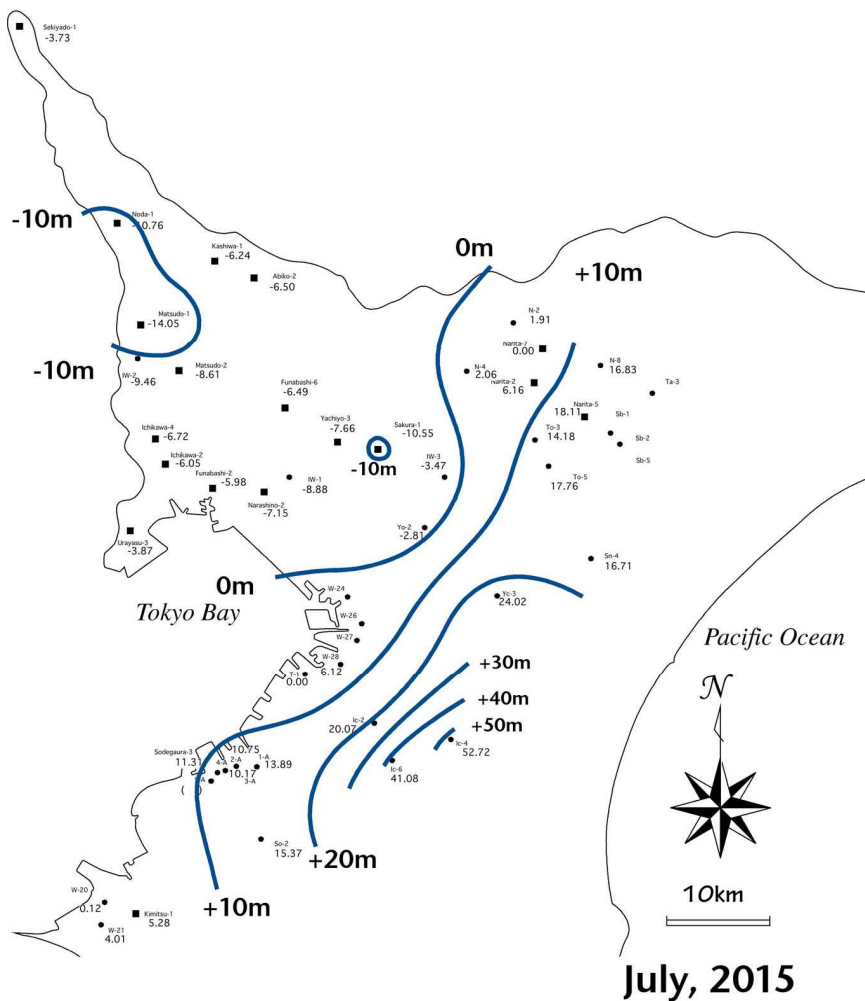 Sekiyado-1
-3.73
-10m
Noda-1
-10.76
Kashiwa-1
-6.24
Abiko-2
-6.50
0m
+10m
Matsudo-1
-14.05
N-2
1.91
Narita-7
0.00
-10m
IW-2
-9.46
Matsudo-2
-8.61
N-4
2.06
Narita-2
6.16
N-8
16.83
Ta-3
Funabashi-6
-6.49
Narita-5
18.11
Sb-1
Ichikawa-4
-6.72
Yachiyo-3
-7.66
Sakura-1
-10.55
To-3
14.18
Sb-2
Sb-5
Ichikawa-2
-6.05
IW-3
-3.47
-10m
Funabashi-2
-5.98
IW-1
-8.88
Narashino-2
-7.15
To-5
17.76
Urayasu-3
-3.87
Yo-2
-2.81
Sn-4
16.71
0m
Tokyo Bay
W-24
Yc-3
24.02
W-26
W-27
Pacific Ocean
W-28
6.12
T-1
0.00
+30m
+40m
+50m
N
Ic-2
20.07
Ic-4
52.72
Sodegaura-3
11.31
10.75
4-A
2-A
10.17
1-A
13.89
3-A
( )
Ic-6
41.08
So-2
15.37
+20m
+10m
W-20
0.12
Kimitsu-1
5.28
W-21
4.01
10km
July, 2015